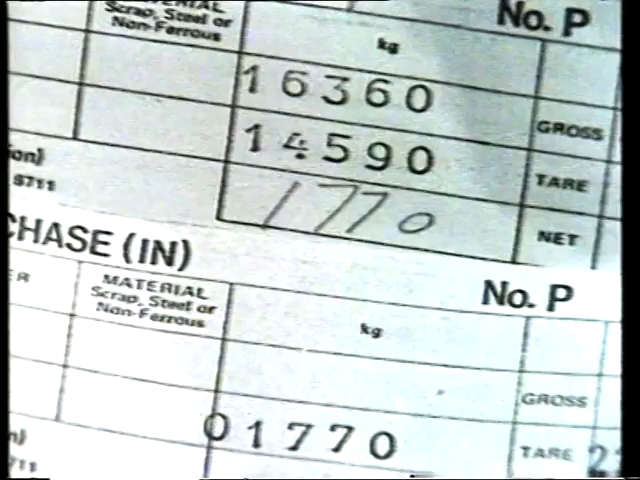 MATERIAL
Scrap, Steel or
Non-Ferrous
No. P
kg
16360
GROSS
14590
TARE
1770
NET
8711
CHASE (IN)
No. P
MATERIAL
Scrap, Steel or
Non-Ferrous
kg
GROSS
01770
TARE